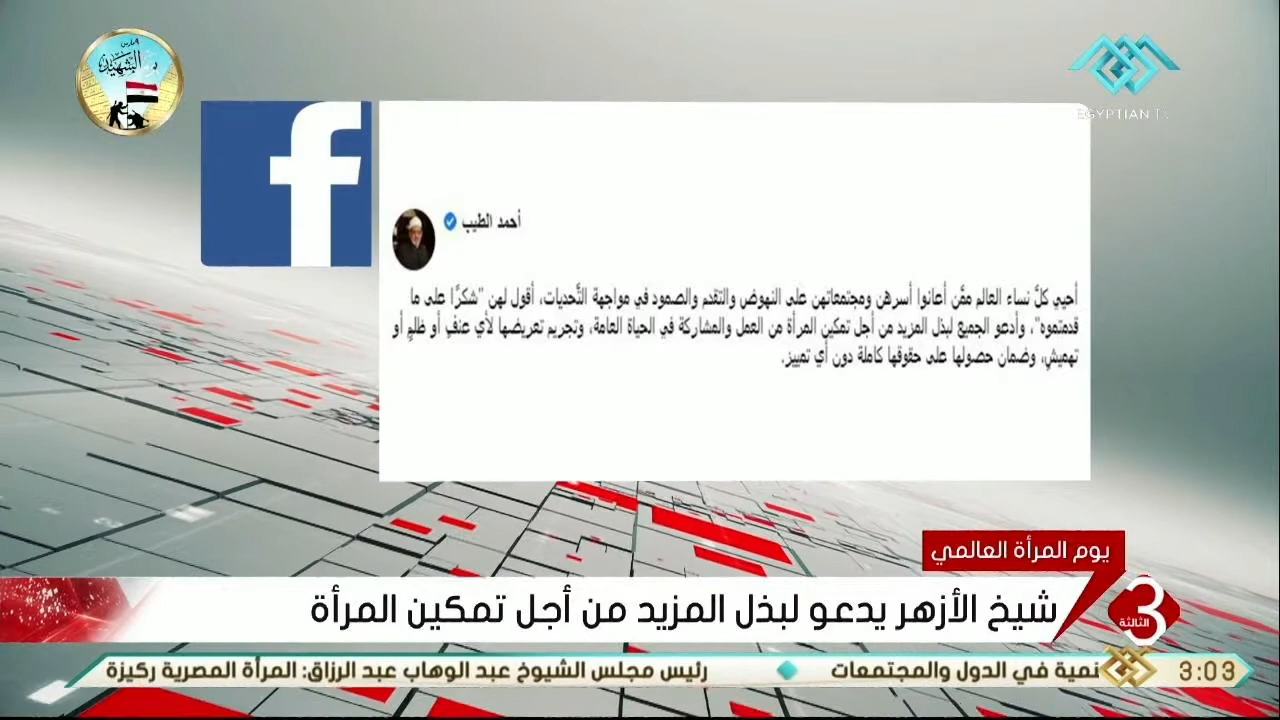 ٩ مارس
يوم الشهيد
EGYPTIAN
أحمد الطيب
أحيي كلَّ نساء العالم ممَّن أعانوا أسرهن ومجتمعاتهن على النهوض والتقدم والصمود في مواجهة التَّحديات، أقول لهن "شكرًا على ما
قدمتموه"، وأدعو الجميع لبذل المزيد من أجل تمكين المرأة من العمل والمشاركة في الحياة العامة، وتجريم تعريضها لأي عنفٍ أو ظلمٍ أو
تهميشٍ، وضمان حصولها على حقوقها كاملة دون أي تمييز.
يوم المرأة العالمي
شيخ الأزهر يدعو لبذل المزيد من أجل تمكين المرأة
3
الثالثة
نمية في الدول والمجتمعات
رئيس مجلس الشيوخ عبد الوهاب عبد الرزاق: المرأة المصرية ركيزة
3:03